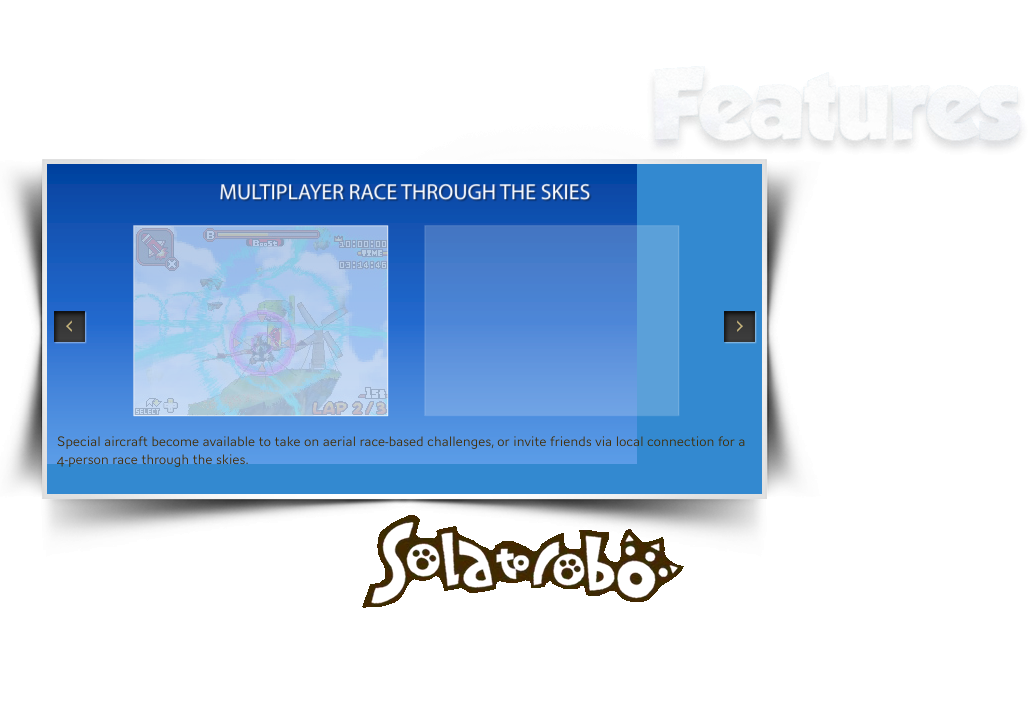 Features
MULTIPLAYER RACE THROUGH THE SKIES
B
Boost
10:00:00
-TIME-
03:14:45
1st
SELECT
LAP 2/3
Special aircraft become available to take on aerial race-based challenges, or invite friends via local connection for a
4-person race through the skies.
Solatorobo